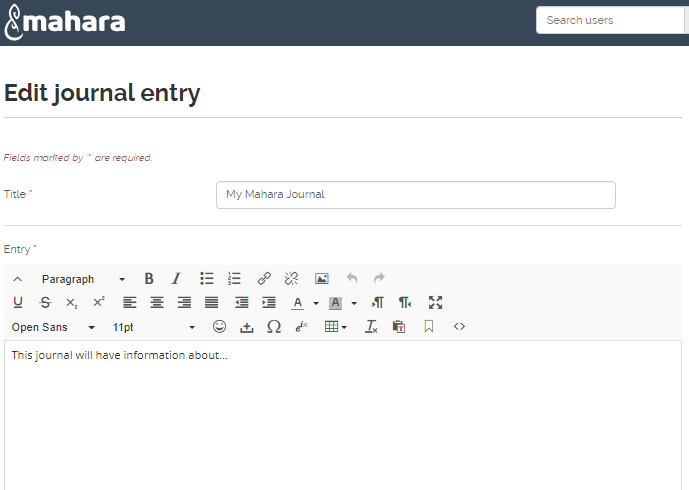 mahara
Search users
Edit journal entry
Fields marked by '*' are required.
Title *
My Mahara Journal
Entry *
Paragraph
Open Sans
11pt
This journal will have information about...